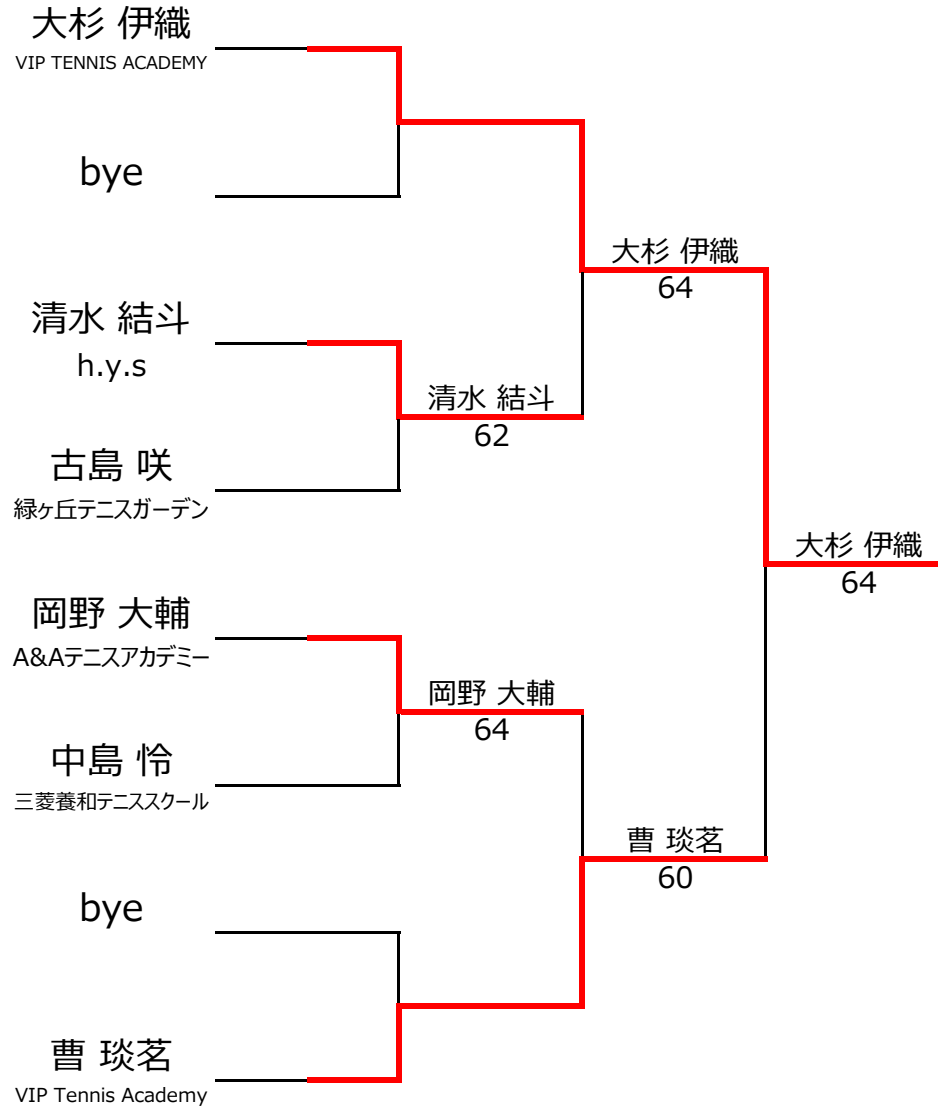 大杉 伊織
VIP TENNIS ACADEMY
bye
清水 結斗
h.y.s
古島 咲
緑ヶ丘テニスガーデン
岡野 大輔
A&Aテニスアカデミー
中島 怜
三菱養和テニススクール
bye
曹 琰茗
VIP Tennis Academy
清水 結斗
62
岡野 大輔
64
大杉 伊織
64
曹 琰茗
60
大杉 伊織
64